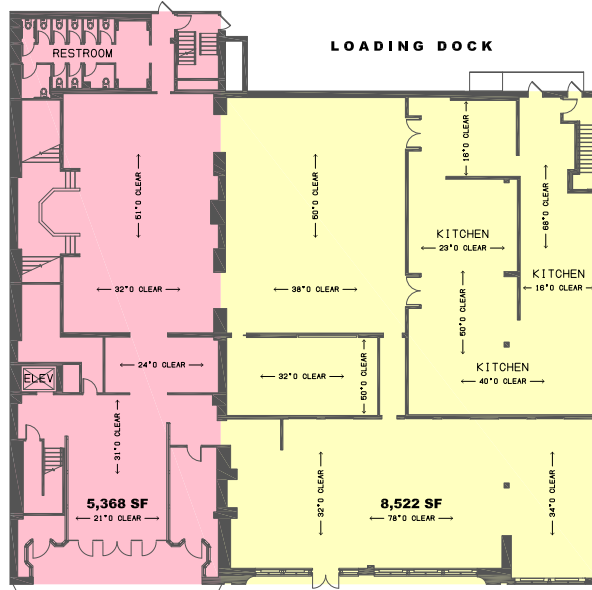 LOADING DOCK
RESTROOM
16"0 CLEAR
61"0 CLEAR
60"0 CLEAR
68"0 CLEAR
KITCHEN
23"0 CLEAR
KITCHEN
16"0 CLEAR
32"0 CLEAR
38"0 CLEAR
50"0 CLEAR
24"0 CLEAR
32"0 CLEAR
50"0 CLEAR
KITCHEN
40"0 CLEAR
ELEV
31"0 CLEAR
32"0 CLEAR
34"0 CLEAR
5,368 SF
21"0 CLEAR
8,522 SF
78"0 CLEAR